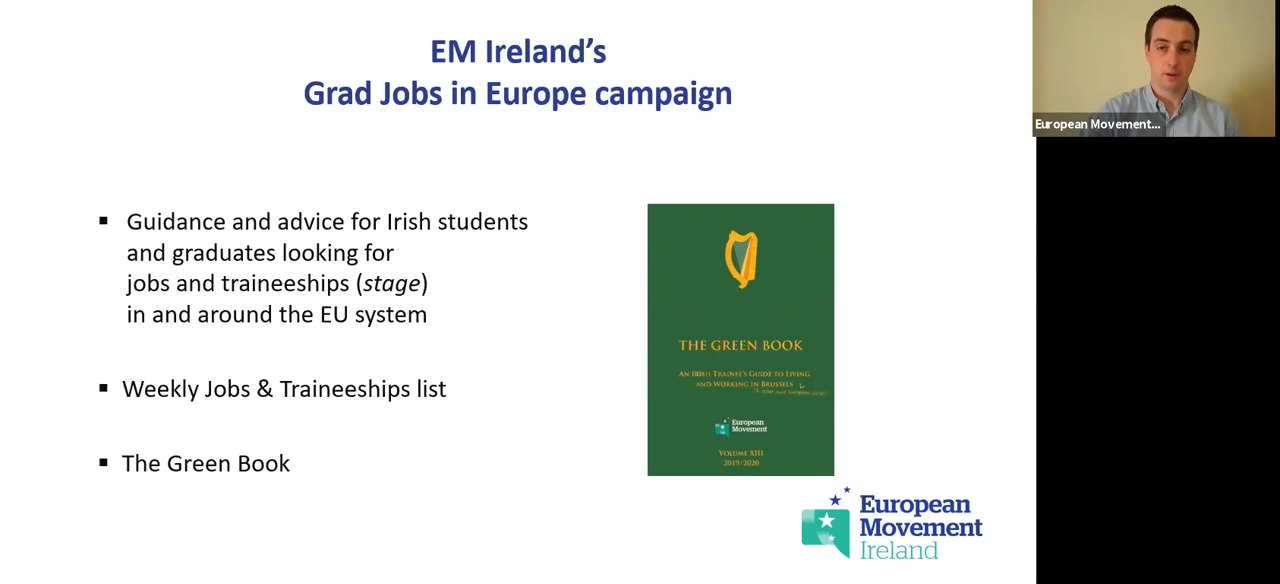 EM Ireland's
Grad Jobs in Europe campaign
European Movement...
▪ Guidance and advice for Irish students
and graduates looking for
jobs and traineeships (stage)
in and around the EU system
▪ Weekly Jobs & Traineeships list
▪ The Green Book
THE GREEN BOOK
AN IRISH TRAINEE'S GUIDE TO LIVING
AND WORKING IN BRUSSELS
European
Movement
VOLUME XIII
2019/2020
European
Movement
Ireland